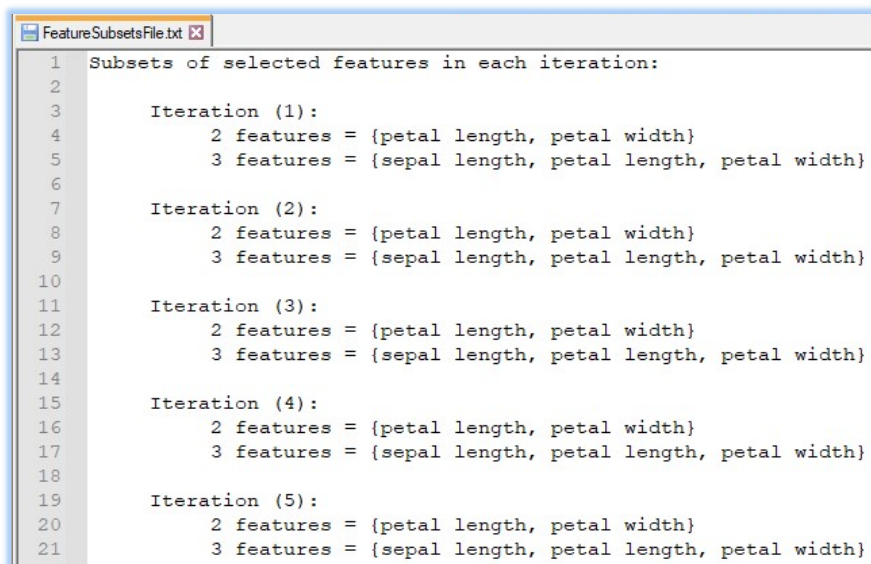 FeatureSubsetsFile.txt
1 Subsets of selected features in each iteration:
2
3 Iteration (1):
4 2 features = {petal length, petal width}
5 3 features = {sepal length, petal length, petal width}
6
7 Iteration (2):
8 2 features = {petal length, petal width}
9 3 features = {sepal length, petal length, petal width}
10
11 Iteration (3):
12 2 features = {petal length, petal width}
13 3 features = {sepal length, petal length, petal width}
14
15 Iteration (4):
16 2 features = {petal length, petal width}
17 3 features = {sepal length, petal length, petal width}
18
19 Iteration (5):
20 2 features = {petal length, petal width}
21 3 features = {sepal length, petal length, petal width}